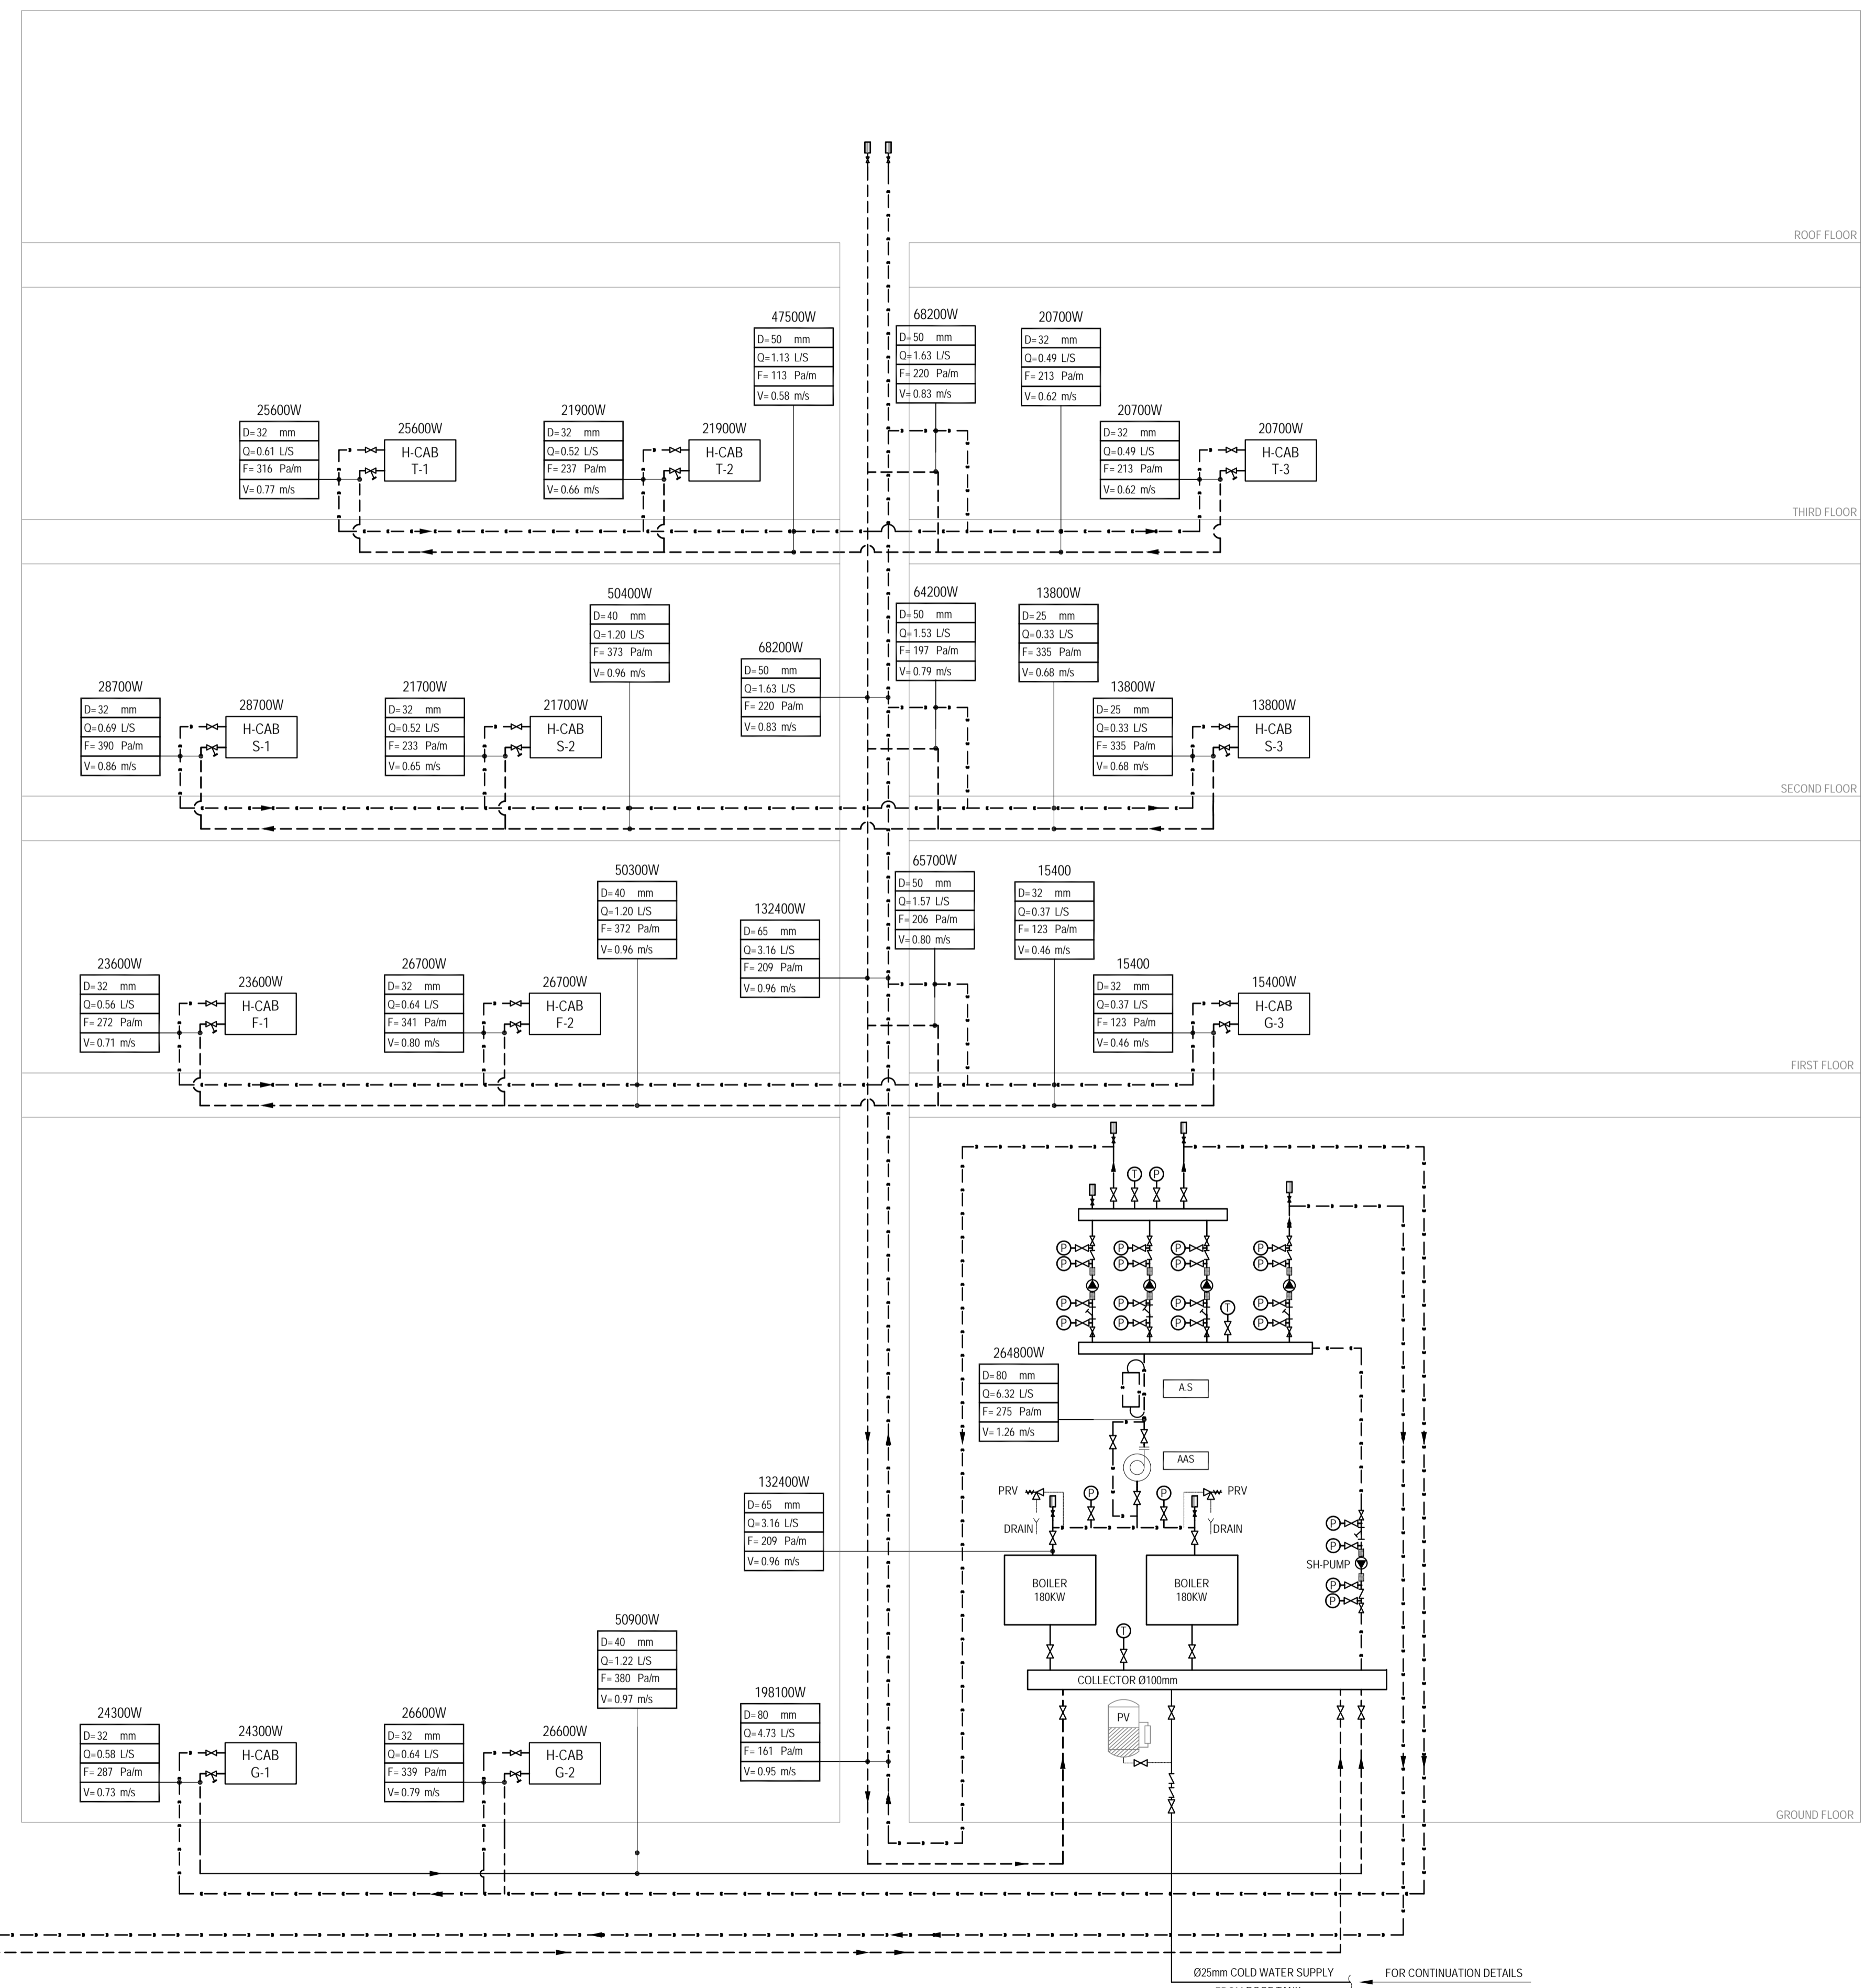 ROOF FLOOR
47500W
D= 50 mm
Q=1.13 L/S
F= 113 Pa/m
V= 0.58 m/s
68200W
D= 50 mm
Q=1.63 L/S
F= 220 Pa/m
V= 0.83 m/s
20700W
D= 32 mm
Q=0.49 L/S
F= 213 Pa/m
V= 0.62 m/s
25600W
D= 32 mm
Q=0.61 L/S
F= 316 Pa/m
V= 0.77 m/s
25600W
H-CAB
T-1
21900W
D= 32 mm
Q=0.52 L/S
F= 237 Pa/m
V= 0.66 m/s
21900W
H-CAB
T-2
20700W
D= 32 mm
Q=0.49 L/S
F= 213 Pa/m
V= 0.62 m/s
20700W
H-CAB
T-3
THIRD FLOOR
50400W
D= 40 mm
Q=1.20 L/S
F= 373 Pa/m
V= 0.96 m/s
68200W
D= 50 mm
Q=1.63 L/S
F= 220 Pa/m
V= 0.83 m/s
64200W
D= 50 mm
Q=1.53 L/S
F= 197 Pa/m
V= 0.79 m/s
13800W
D= 25 mm
Q=0.33 L/S
F= 335 Pa/m
V= 0.68 m/s
28700W
D= 32 mm
Q=0.69 L/S
F= 390 Pa/m
V= 0.86 m/s
28700W
H-CAB
S-1
21700W
D= 32 mm
Q=0.52 L/S
F= 233 Pa/m
V= 0.65 m/s
21700W
H-CAB
S-2
13800W
D= 25 mm
Q=0.33 L/S
F= 335 Pa/m
V= 0.68 m/s
13800W
H-CAB
S-3
SECOND FLOOR
50300W
D= 40 mm
Q=1.20 L/S
F= 372 Pa/m
V= 0.96 m/s
132400W
D= 65 mm
Q=3.16 L/S
F= 209 Pa/m
V= 0.96 m/s
65700W
D= 50 mm
Q=1.57 L/S
F= 206 Pa/m
V= 0.80 m/s
15400
D= 32 mm
Q=0.37 L/S
F= 123 Pa/m
V= 0.46 m/s
23600W
D= 32 mm
Q=0.56 L/S
F= 272 Pa/m
V= 0.71 m/s
23600W
H-CAB
F-1
26700W
D= 32 mm
Q=0.64 L/S
F= 341 Pa/m
V= 0.80 m/s
26700W
H-CAB
F-2
15400
D= 32 mm
Q=0.37 L/S
F= 123 Pa/m
V= 0.46 m/s
15400W
H-CAB
G-3
FIRST FLOOR
T P
P P P P
P P P P
P P P P
T
P P P P
264800W
D= 80 mm
Q=6.32 L/S
F= 275 Pa/m
V= 1.26 m/s
A.S
AAS
132400W
D= 65 mm
Q=3.16 L/S
F= 209 Pa/m
V= 0.96 m/s
PRV P P PRV
DRAIN DRAIN
BOILER
180KW
BOILER
180KW
P
P
SH-PUMP
P
P
T
COLLECTOR Ø100mm
PV
50900W
D= 40 mm
Q=1.22 L/S
F= 380 Pa/m
V= 0.97 m/s
198100W
D= 80 mm
Q=4.73 L/S
F= 161 Pa/m
V= 0.95 m/s
24300W
D= 32 mm
Q=0.58 L/S
F= 287 Pa/m
V= 0.73 m/s
24300W
H-CAB
G-1
26600W
D= 32 mm
Q=0.64 L/S
F= 339 Pa/m
V= 0.79 m/s
26600W
H-CAB
G-2
GROUND FLOOR
Ø25mm COLD WATER SUPPLY FOR CONTINUATION DETAILS